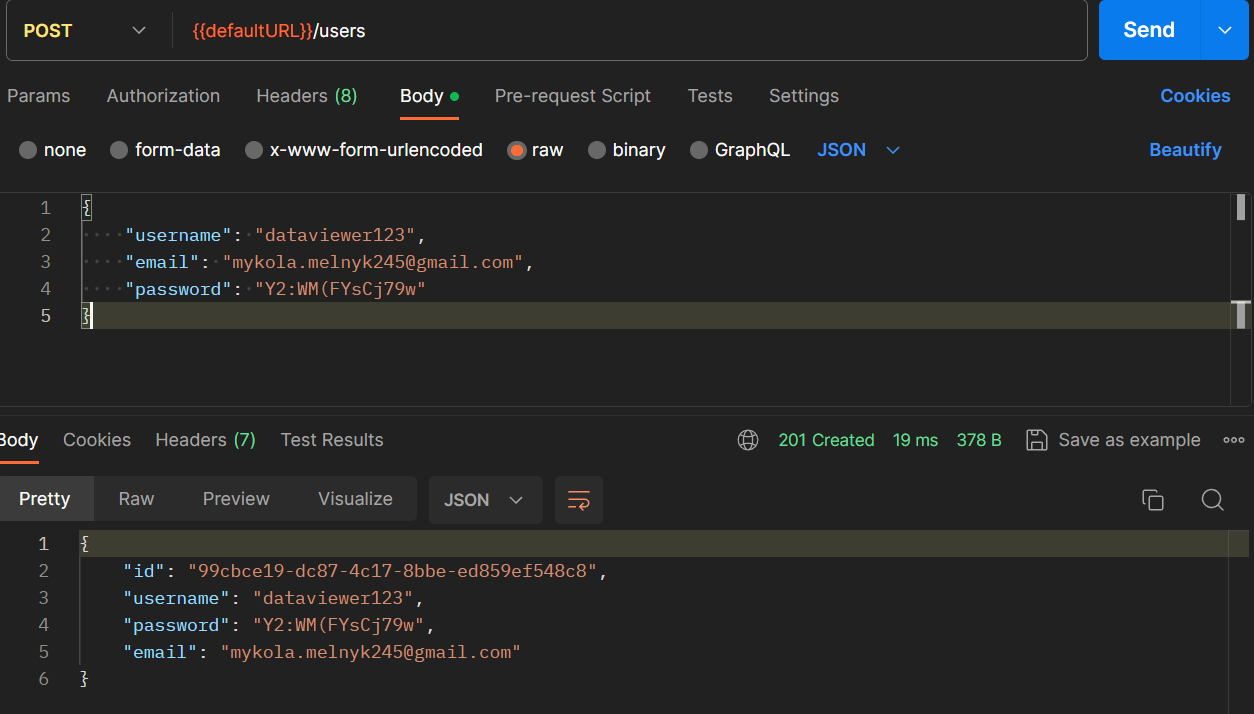 POST {{defaultURL}}/users Send
Params Authorization Headers (8) Body Pre-request Script Tests Settings Cookies
none form-data x-www-form-urlencoded raw binary GraphQL JSON Beautify
1 {
2 "username": "dataviewer123",
3 "email": "mykola.melnyk245@gmail.com",
4 "password": "Y2:WM(FYsCj79w"
5 }
Body Cookies Headers (7) Test Results 201 Created 19 ms 378 B Save as example
Pretty Raw Preview Visualize JSON
1 {
2 "id": "99cbce19-dc87-4c17-8bbe-ed859ef548c8",
3 "username": "dataviewer123",
4 "password": "Y2:WM(FYsCj79w",
5 "email": "mykola.melnyk245@gmail.com"
6 }